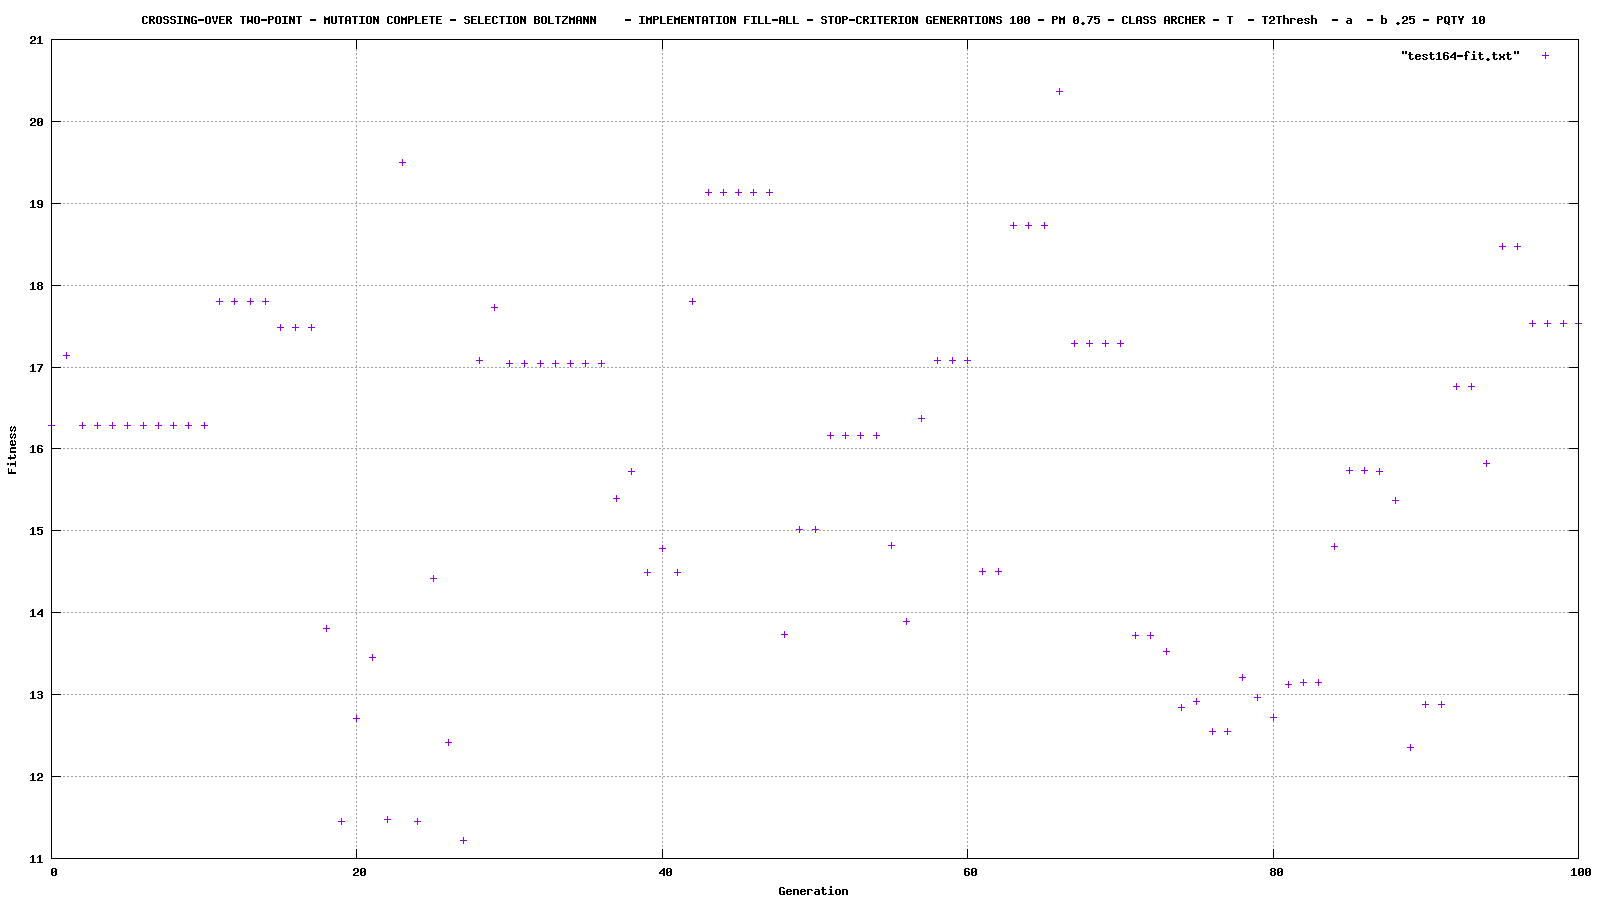 CROSSING-OVER TWO-POINT - MUTATION COMPLETE - SELECTION BOLTZMANN    - IMPLEMENTATION FILL-ALL - STOP-CRITERION GENERATIONS 100 - PM 0.75 - CLASS ARCHER - T  - T2Thresh  - a  - b .25 - PQTY 10
"test164-fit.txt"
21
20
19
18
17
16
15
14
13
12
11
Fitness
0 20 40 60 80 100
Generation